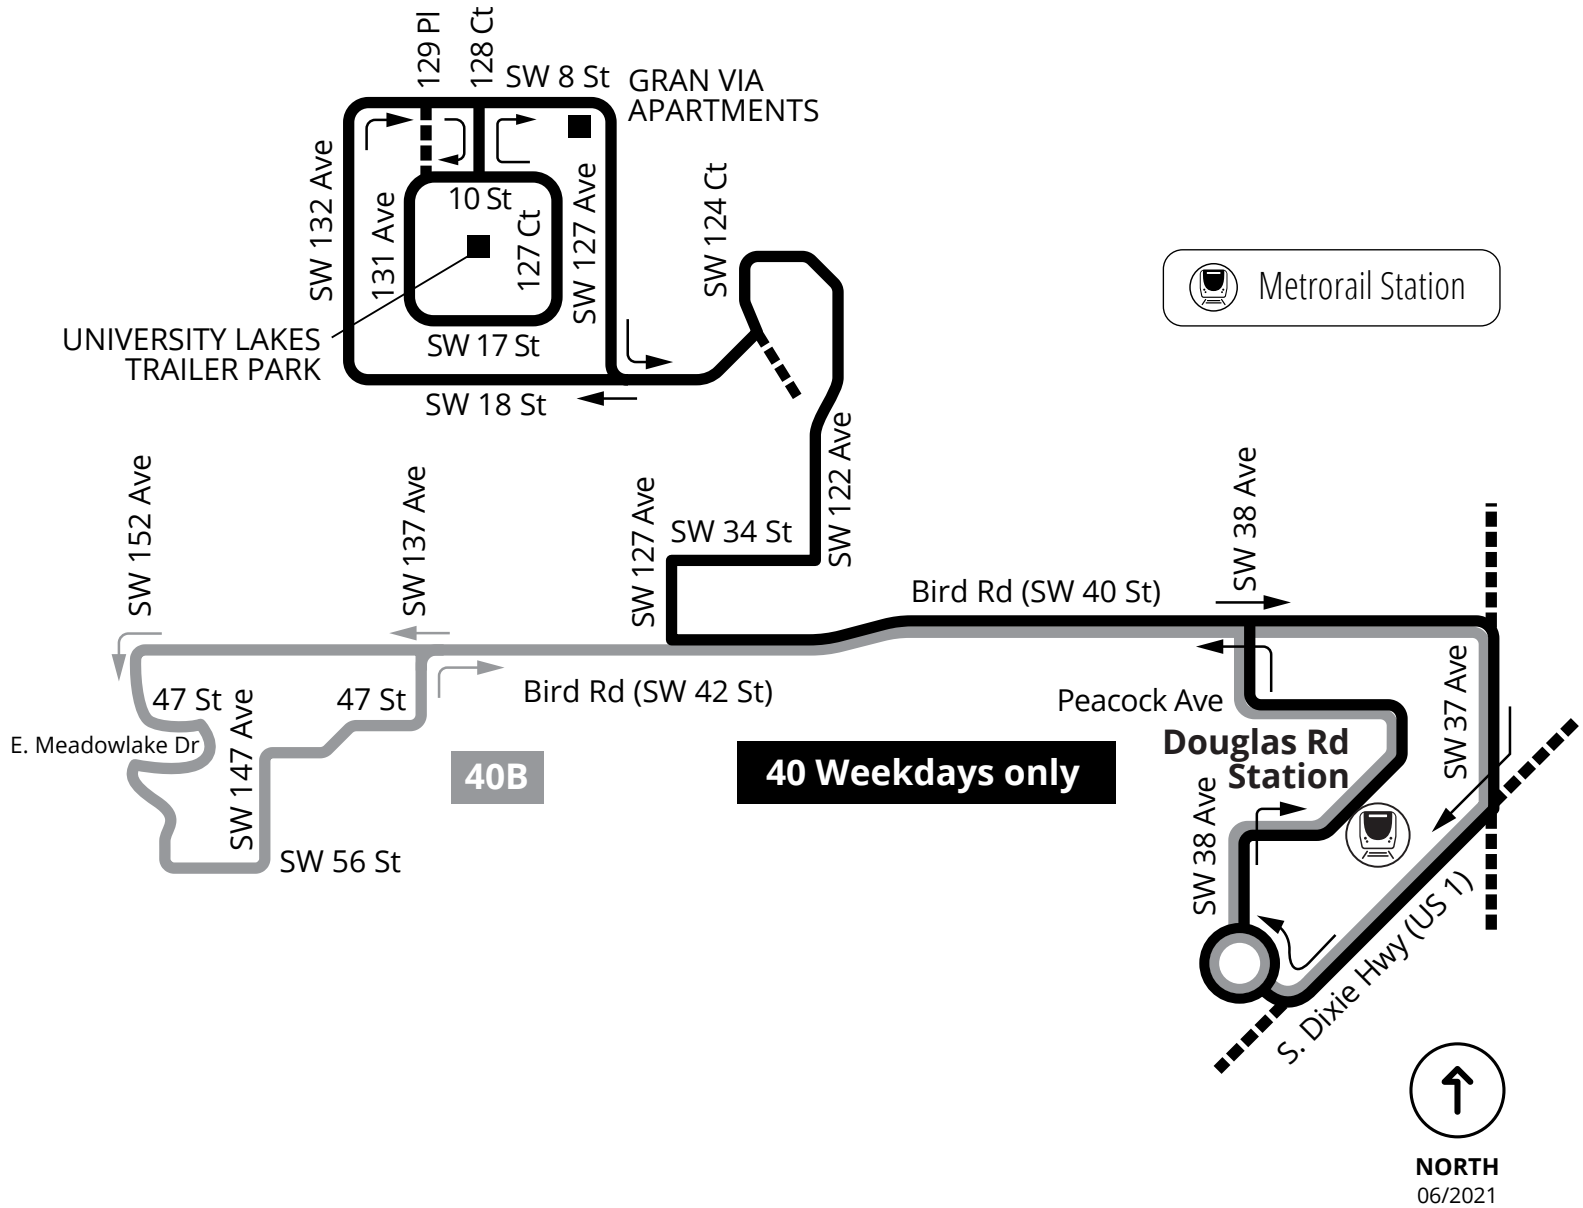 129 Pl
128 Ct
SW 8 St
GRAN VIA
APARTMENTS
SW 132 Ave
131 Ave
10 St
127 Ct
SW 127 Ave
SW 124 Ct
UNIVERSITY LAKES
TRAILER PARK
SW 17 St
SW 18 St
Metrorail Station
SW 152 Ave
SW 137 Ave
SW 127 Ave
SW 34 St
SW 122 Ave
SW 38 Ave
Bird Rd (SW 40 St)
Bird Rd (SW 42 St)
47 St
SW 147 Ave
47 St
E. Meadowlake Dr
SW 56 St
40B
40 Weekdays only
Peacock Ave
SW 37 Ave
Douglas Rd
Station
SW 38 Ave
S. Dixie Hwy (US 1)
NORTH
06/2021